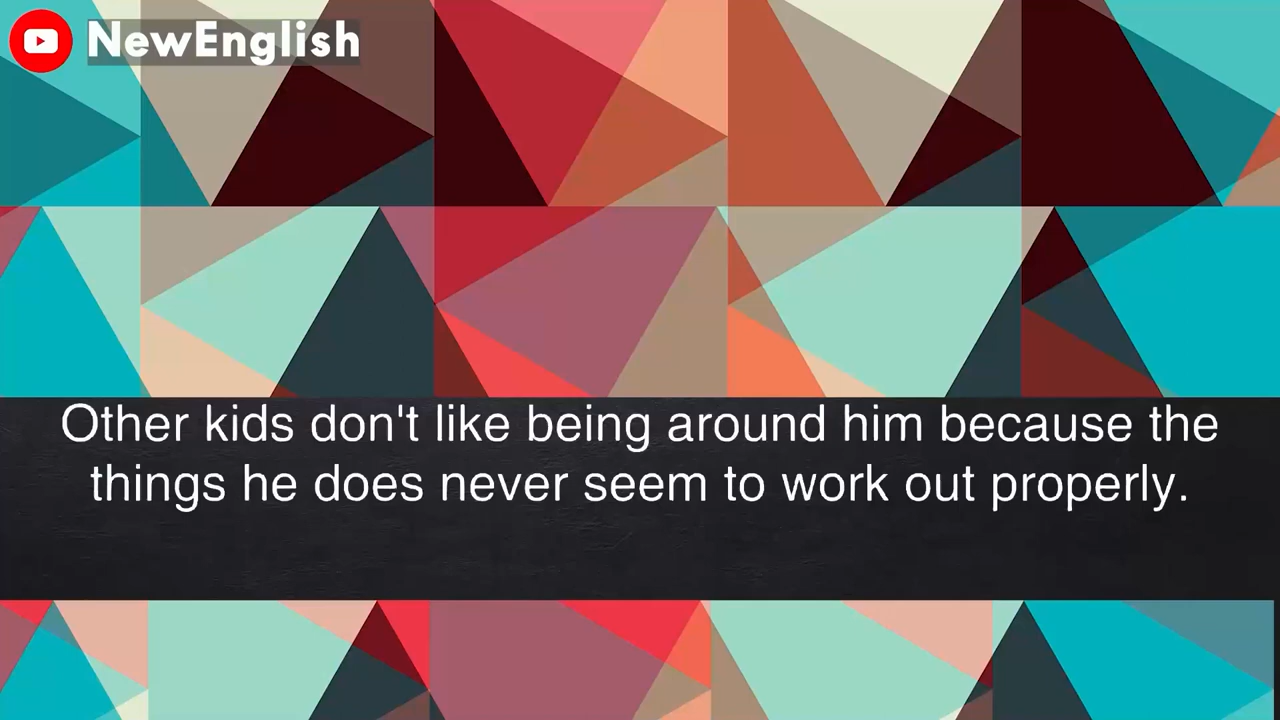 NewEnglish
Other kids don't like being around him because the
things he does never seem to work out properly.